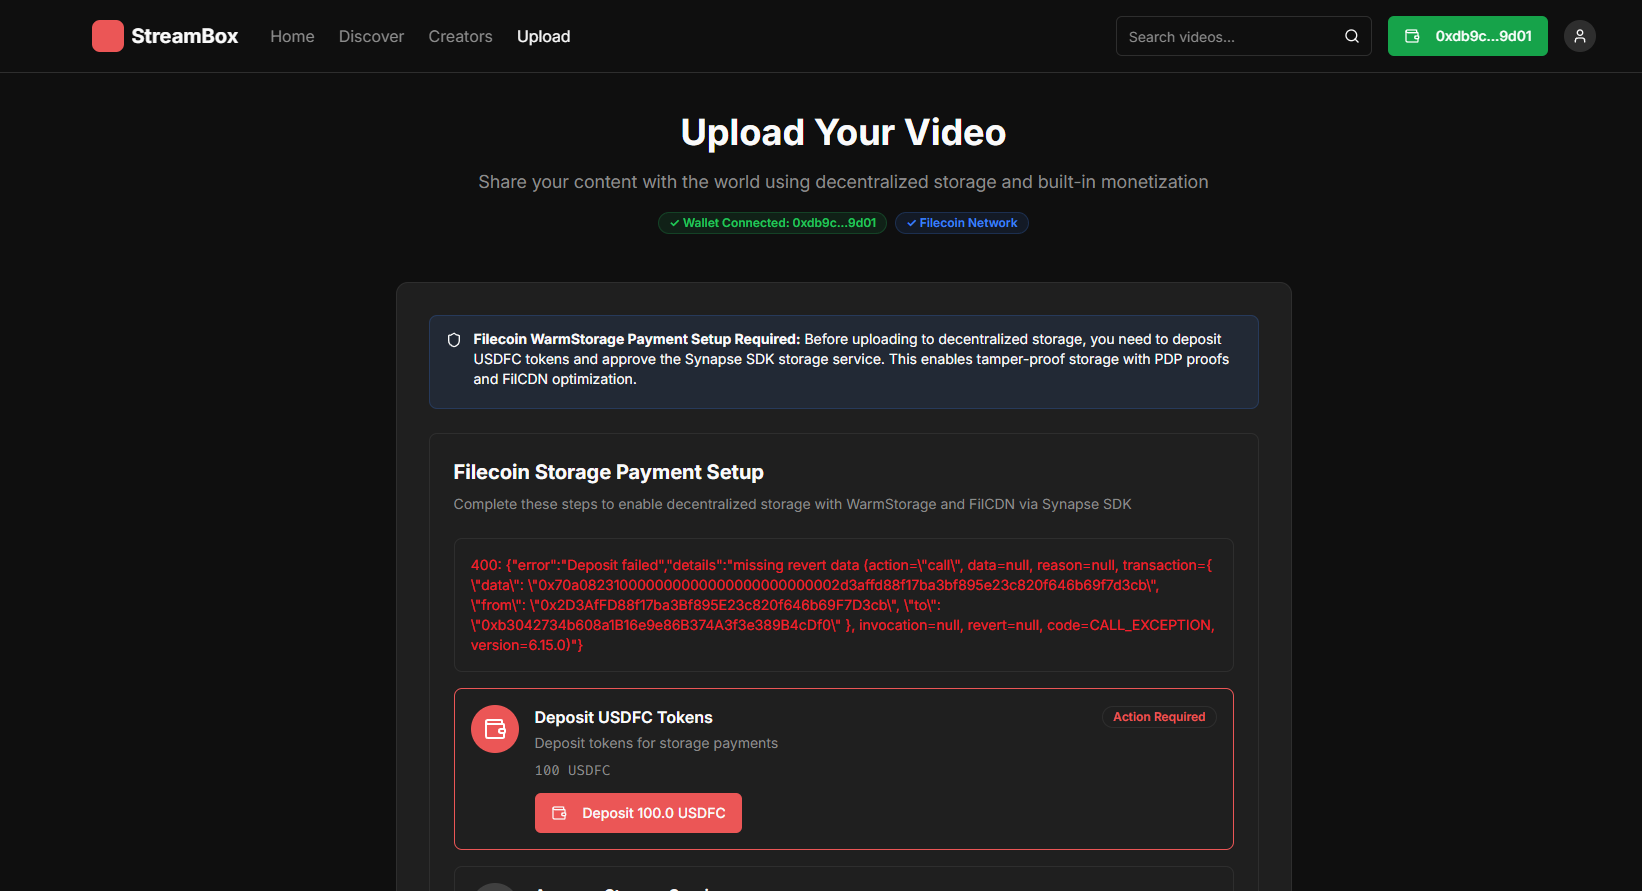 StreamBox
Home
Discover
Creators
Upload
Search videos...
0xdb9c...9d01
Upload Your Video
Share your content with the world using decentralized storage and built-in monetization
✓ Wallet Connected: 0xdb9c...9d01
✓ Filecoin Network
Filecoin WarmStorage Payment Setup Required: Before uploading to decentralized storage, you need to deposit
USDFC tokens and approve the Synapse SDK storage service. This enables tamper-proof storage with PDP proofs
and FilCDN optimization.
Filecoin Storage Payment Setup
Complete these steps to enable decentralized storage with WarmStorage and FilCDN via Synapse SDK
400: {"error":"Deposit failed","details":"missing revert data (action=\"call\", data=null, reason=null, transaction={
\"data\": \"0x70a082310000000000000000000000002d3affd88f17ba3bf895e23c820f646b69f7d3cb\",
\"from\": \"0x2D3AfFD88f17ba3Bf895E23c820f646b69F7D3cb\", \"to\":
\"0xb3042734b608a1B16e9e86B374A3f3e389B4cDf0\" }, invocation=null, revert=null, code=CALL_EXCEPTION,
version=6.15.0)"}
Deposit USDFC Tokens
Action Required
Deposit tokens for storage payments
100 USDFC
Deposit 100.0 USDFC